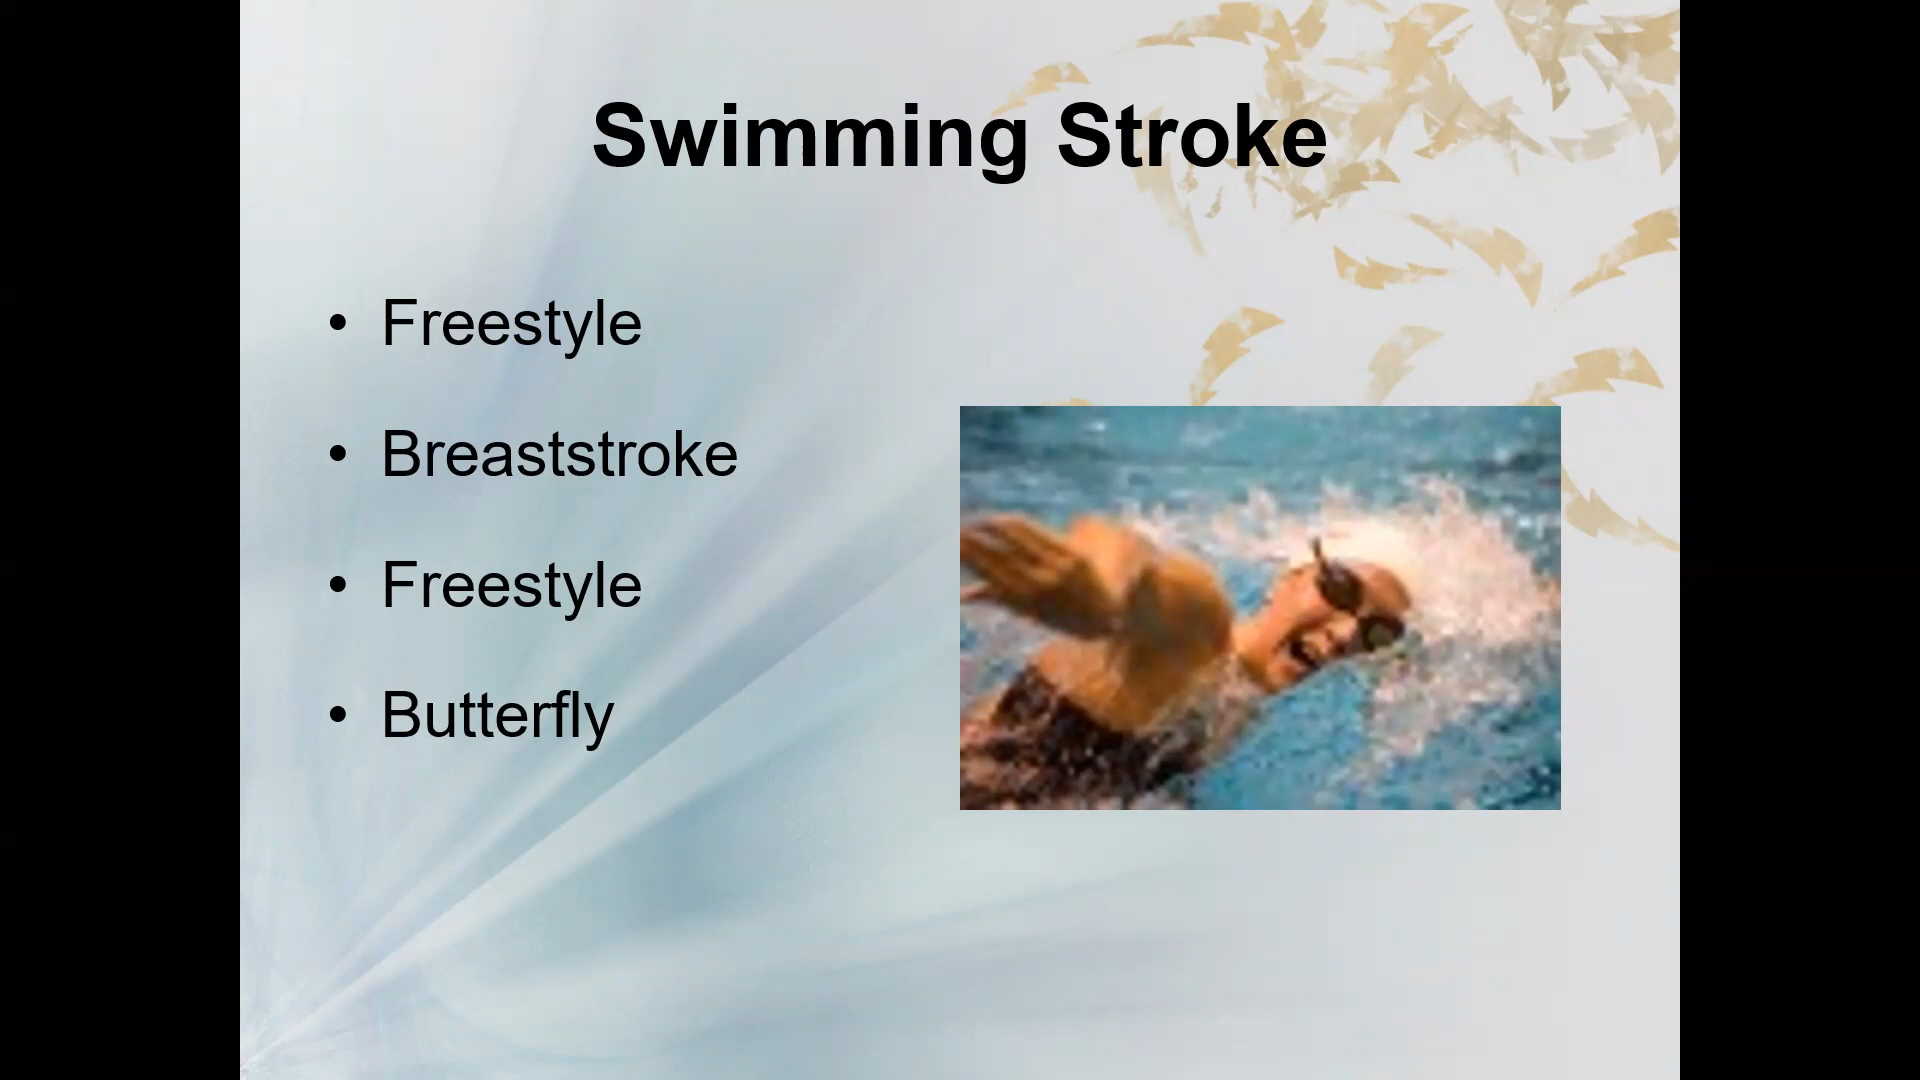 Swimming Stroke
• Freestyle
• Breaststroke
• Freestyle
• Butterfly